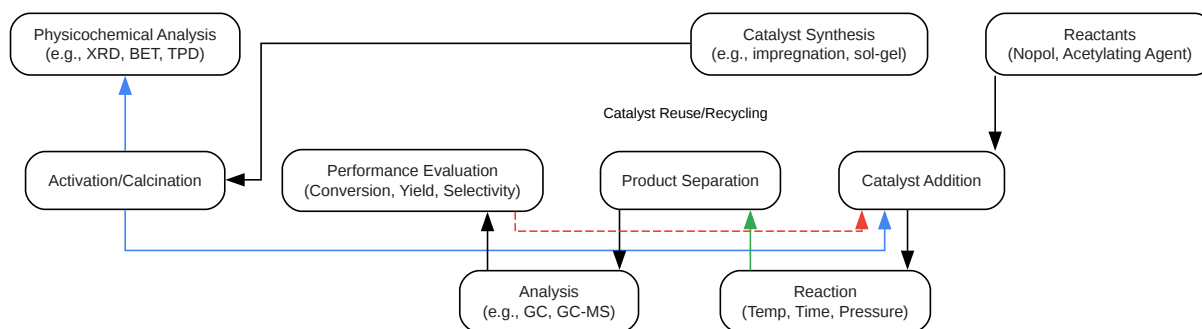 Physicochemical Analysis
(e.g., XRD, BET, TPD)
Catalyst Synthesis
(e.g., impregnation, sol-gel)
Reactants
(Nopol, Acetylating Agent)
Catalyst Reuse/Recycling
Activation/Calcination
Performance Evaluation
(Conversion, Yield, Selectivity)
Product Separation
Catalyst Addition
Analysis
(e.g., GC, GC-MS)
Reaction
(Temp, Time, Pressure)